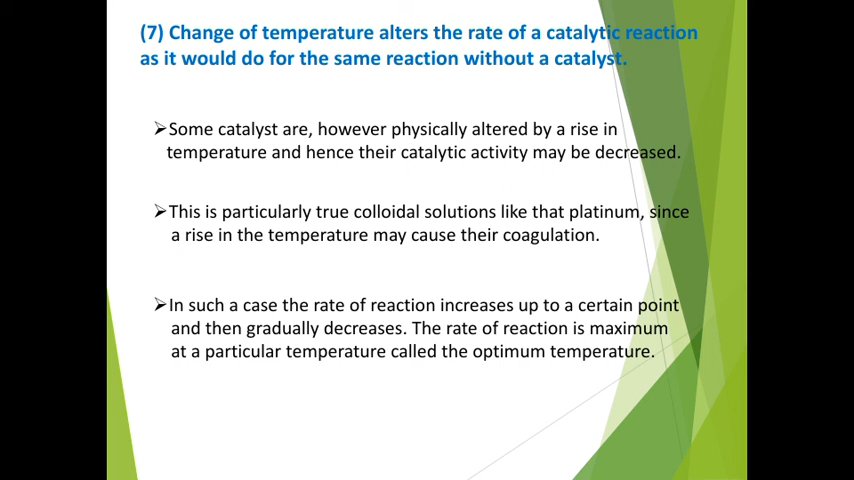 (7) Change of temperature alters the rate of a catalytic reaction
as it would do for the same reaction without a catalyst.
➢Some catalyst are, however physically altered by a rise in
temperature and hence their catalytic activity may be decreased.
➢This is particularly true colloidal solutions like that platinum, since
a rise in the temperature may cause their coagulation.
➢In such a case the rate of reaction increases up to a certain point
and then gradually decreases. The rate of reaction is maximum
at a particular temperature called the optimum temperature.